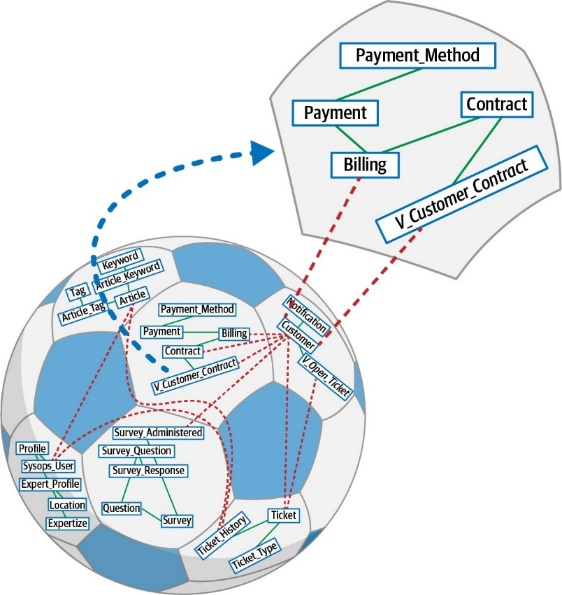 Payment_Method
Payment
Contract
Billing
V_Customer_Contract
Keyword
Article_Keyword
Tag
Article
Article_Tag
Payment_Method
Payment
Billing
Contract
V_Customer_Contract
Notification
Customer
V_Open_Ticket
Survey_Administered
Survey_Question
Survey_Response
Question
Survey
Profile
Sysops_User
Expert_Profile
Location
Expertize
Ticket_History
Ticket
Ticket_Type